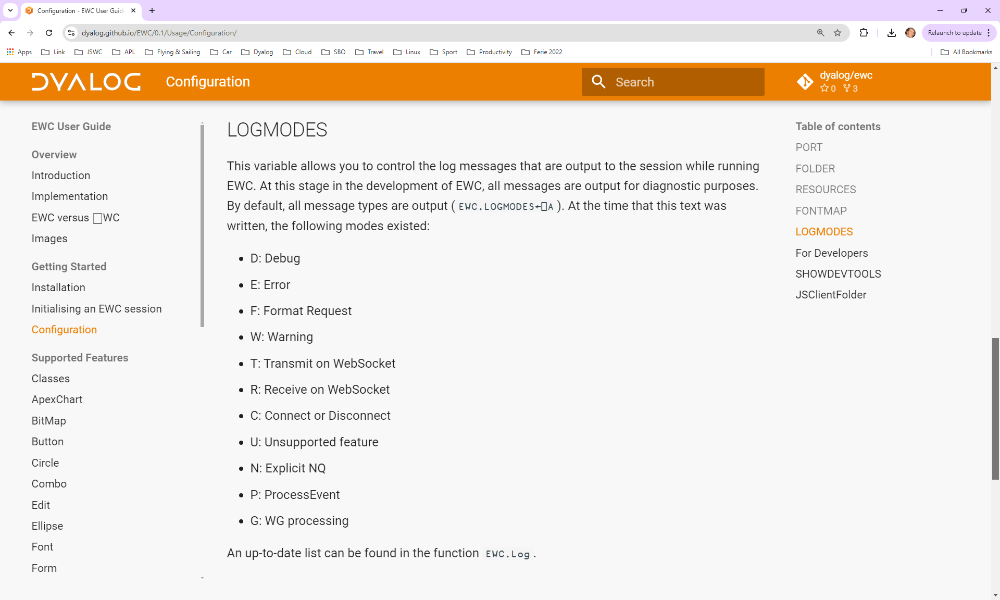 Configuration - EWC User Guide
dyalog.github.io/EWC/0.1/Usage/Configuration/
Relaunch to update
Apps
Link
JSWC
APL
Flying & Sailing
Car
Dyalog
Cloud
SBO
Travel
Linux
Sport
Productivity
Ferie 2022
All Bookmarks
DYALOG
Configuration
Search
dyalog/ewc
0
3
EWC User Guide
Overview
Introduction
Implementation
EWC versus ⎕WC
Images
Getting Started
Installation
Initialising an EWC session
Configuration
Supported Features
Classes
ApexChart
BitMap
Button
Circle
Combo
Edit
Ellipse
Font
Form
LOGMODES
This variable allows you to control the log messages that are output to the session while running
EWC. At this stage in the development of EWC, all messages are output for diagnostic purposes.
By default, all message types are output ( EWC.LOGMODES←⎕A ). At the time that this text was
written, the following modes existed:
• D: Debug
• E: Error
• F: Format Request
• W: Warning
• T: Transmit on WebSocket
• R: Receive on WebSocket
• C: Connect or Disconnect
• U: Unsupported feature
• N: Explicit NQ
• P: ProcessEvent
• G: WG processing
An up-to-date list can be found in the function EWC.Log .
Table of contents
PORT
FOLDER
RESOURCES
FONTMAP
LOGMODES
For Developers
SHOWDEVTOOLS
JSClientFolder